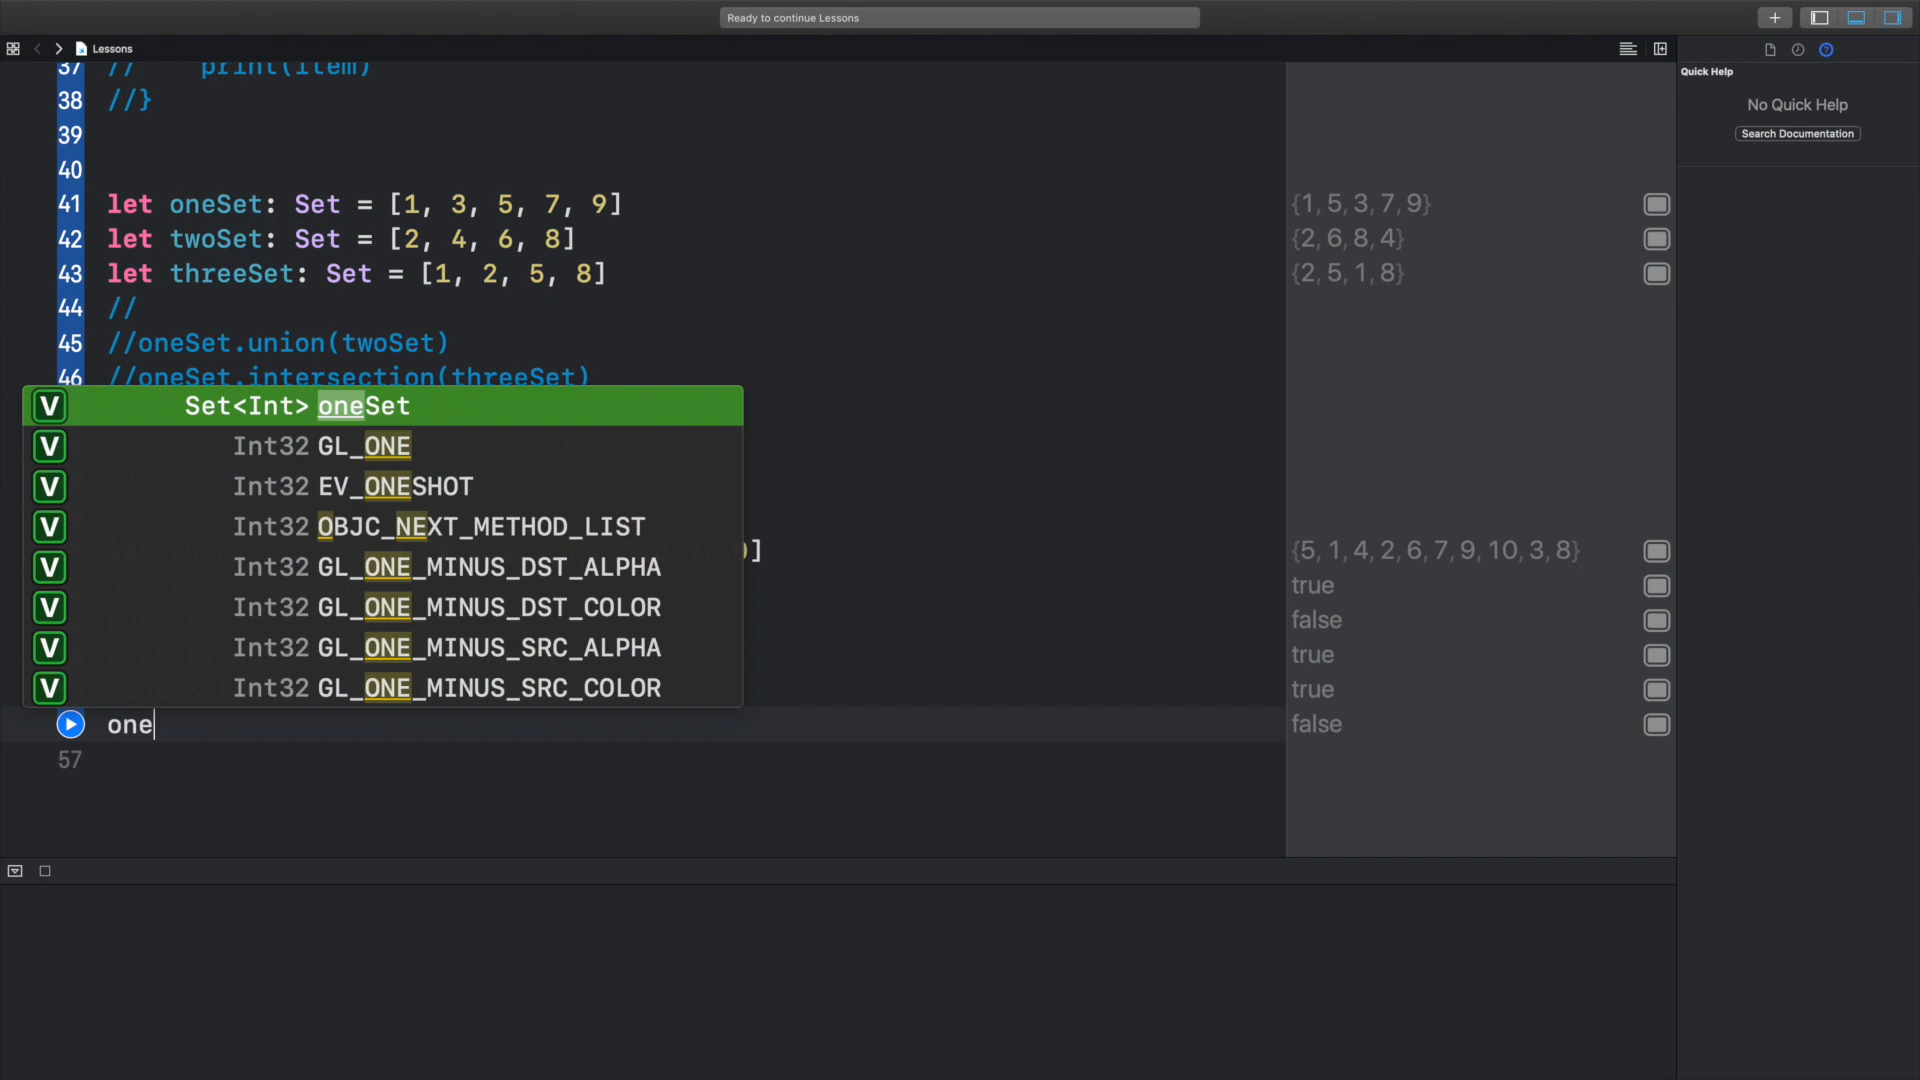 Ready to continue Lessons
Lessons
Quick Help
No Quick Help
Search Documentation
37 // print(item)
38 //}
39
40
41 let oneSet: Set = [1, 3, 5, 7, 9] {1, 5, 3, 7, 9}
42 let twoSet: Set = [2, 4, 6, 8] {2, 6, 8, 4}
43 let threeSet: Set = [1, 2, 5, 8] {2, 5, 1, 8}
44 //
45 //oneSet.union(twoSet)
46 //oneSet.intersection(threeSet)
V Set<Int> oneSet
V Int32 GL_ONE
V Int32 EV_ONESHOT
V Int32 OBJC_NEXT_METHOD_LIST
] {5, 1, 4, 2, 6, 7, 9, 10, 3, 8}
V Int32 GL_ONE_MINUS_DST_ALPHA
true
V Int32 GL_ONE_MINUS_DST_COLOR
false
V Int32 GL_ONE_MINUS_SRC_ALPHA
true
V Int32 GL_ONE_MINUS_SRC_COLOR
true
one false
57